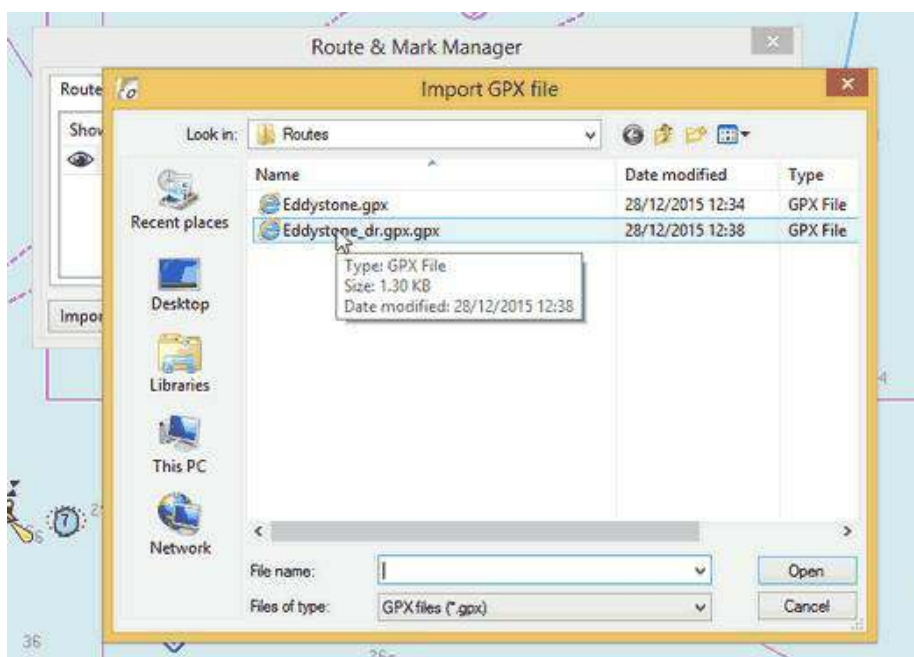 Route & Mark Manager
Route
Import GPX file
Show
Look in: Routes
Name Date modified Type
Eddystone.gpx 28/12/2015 12:34 GPX File
Eddystone_dr.gpx.gpx 28/12/2015 12:38 GPX File
Type: GPX File
Size: 1.30 KB
Date modified: 28/12/2015 12:38
Recent places
Desktop
Impor
Libraries
This PC
Network
File name: Open
Files of type: GPX files (*.gpx) Cancel
7
36